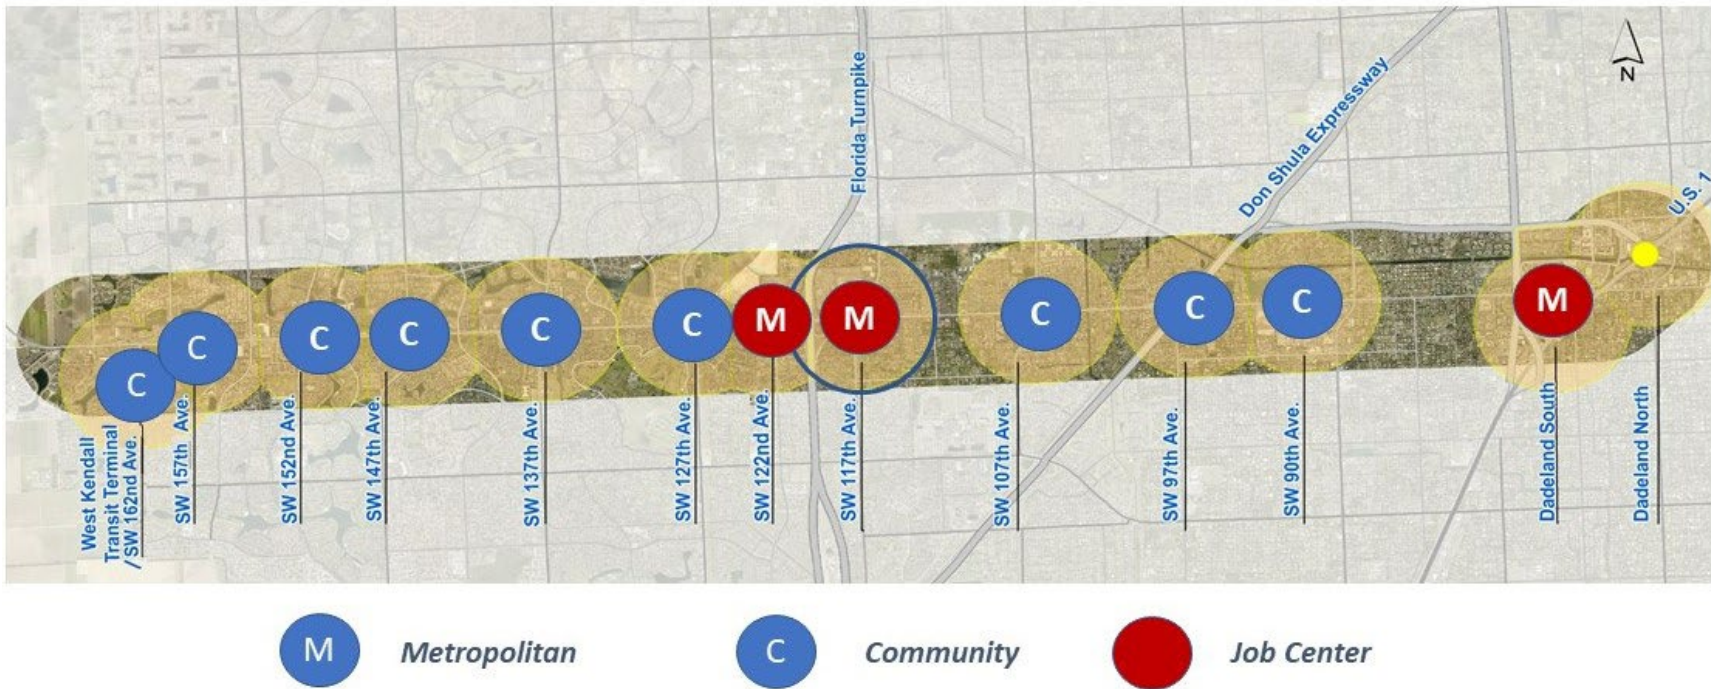 Florida Turnpike
Don Shula Expressway
U.S. 1
N
C
C
C
C
C
C
M
M
C
C
C
M
West Kendall
Transit Terminal
/ SW 162nd Ave.
SW 157th Ave.
SW 152nd Ave.
SW 147th Ave.
SW 137th Ave.
SW 127th Ave.
SW 122nd Ave.
SW 117th Ave.
SW 107th Ave.
SW 97th Ave.
SW 90th Ave.
Dadeland South
Dadeland North
M Metropolitan
C Community
Job Center